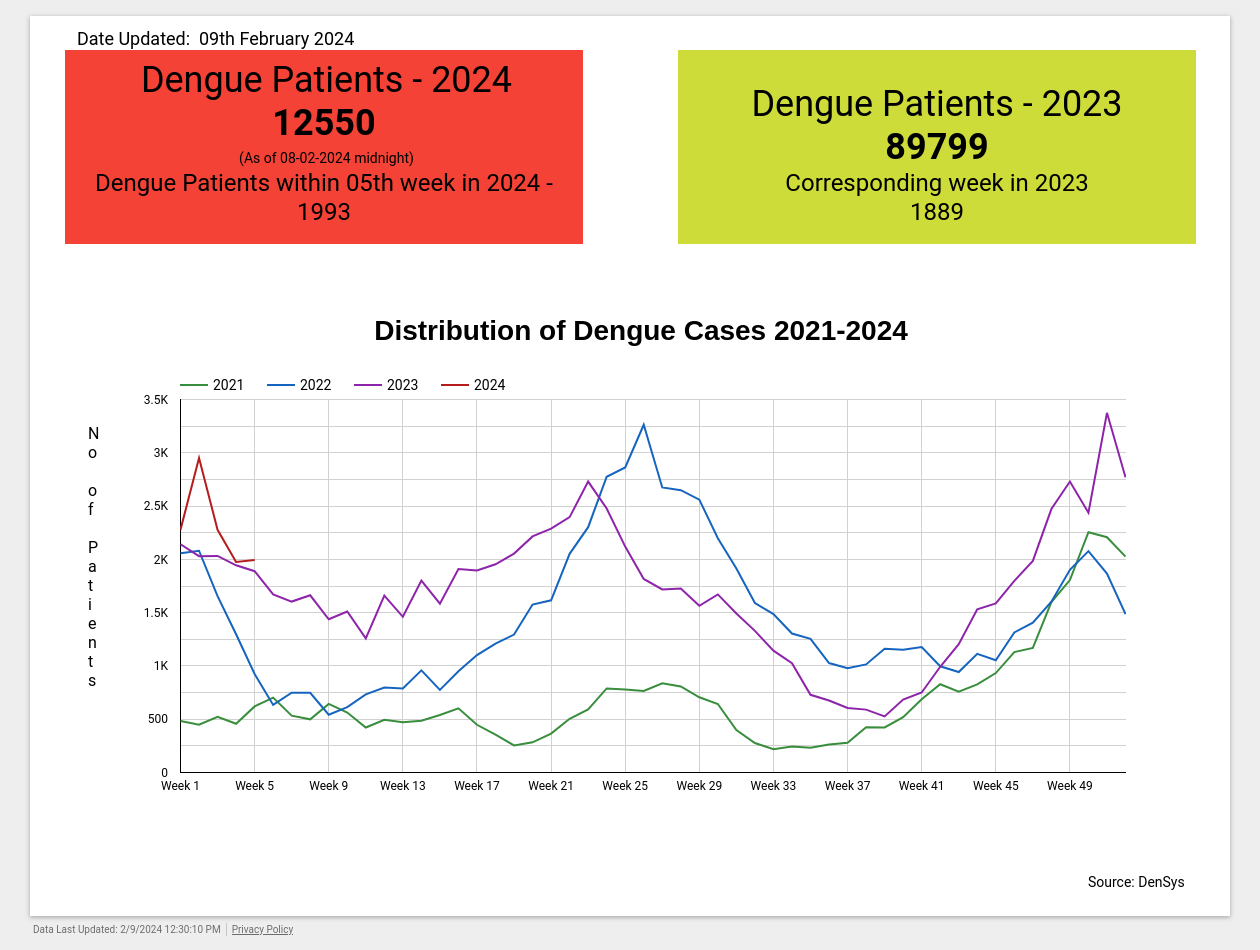 Date Updated:  09th February 2024
Dengue Patients - 2024
12550
(As of 08-02-2024 midnight)
Dengue Patients within 05th week in 2024 -
1993
Dengue Patients - 2023
89799
Corresponding week in 2023
1889
Distribution of Dengue Cases 2021-2024
2021 2022 2023 2024
No of Patients
3.5K
3K
2.5K
2K
1.5K
1K
500
0
Week 1 Week 5 Week 9 Week 13 Week 17 Week 21 Week 25 Week 29 Week 33 Week 37 Week 41 Week 45 Week 49
Source: DenSys
Data Last Updated: 2/9/2024 12:30:10 PM Privacy Policy